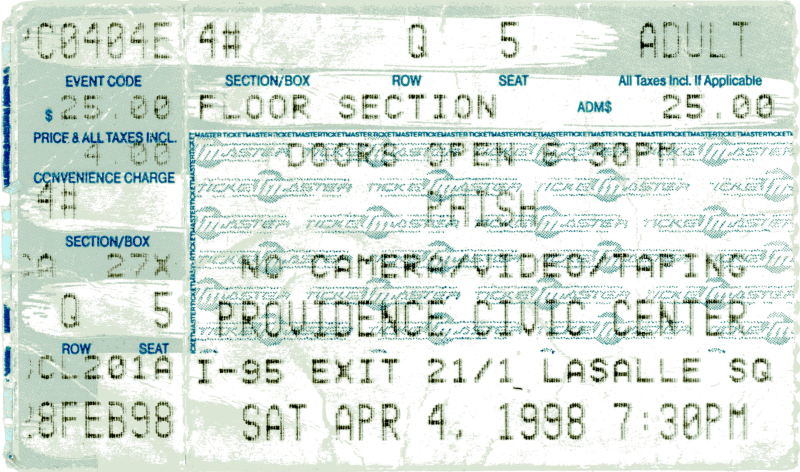 PC0404E 4# Q 5 ADULT
EVENT CODE SECTION/BOX ROW SEAT All Taxes Incl. If Applicable
$ 25.00 FLOOR SECTION ADM$ 25.00
PRICE & ALL TAXES INCL.
4.00 DOORS OPEN 6:30PM
CONVENIENCE CHARGE
4# PHISH
SECTION/BOX
CA 27X NO CAMERA/VIDEO/TAPING
Q 5 PROVIDENCE CIVIC CENTER
ROW SEAT
CL201A I-95 EXIT 21/1 LASALLE SQ
28FEB98 SAT APR 4, 1998 7:30PM